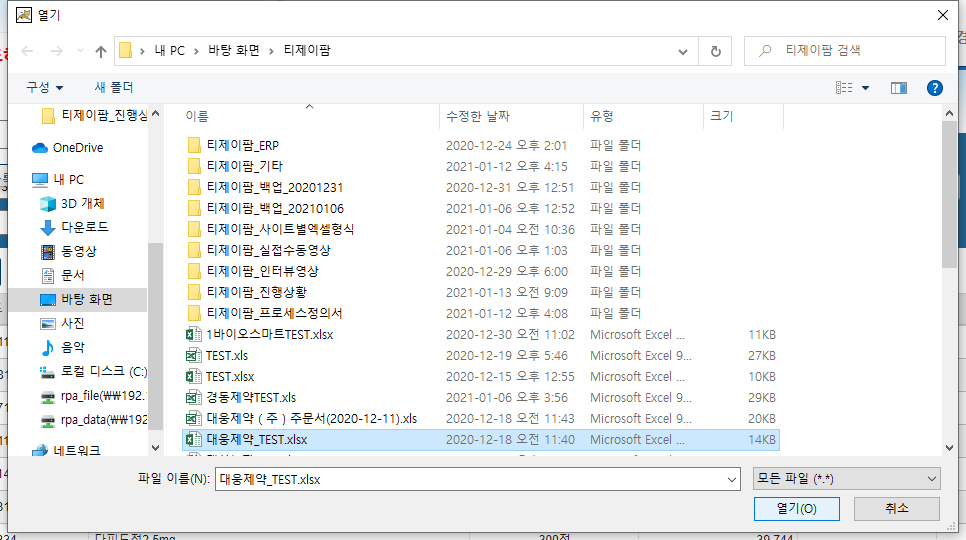 열기
내 PC > 바탕 화면 > 티제이팜
티제이팜 검색
구성 새 폴더
티제이팜_진행상
OneDrive
내 PC
3D 개체
다운로드
동영상
문서
바탕 화면
사진
음악
로컬 디스크 (C:)
rpa_file(₩₩192.1
rpa_data(₩₩192
네트워크
이름 수정한 날짜 유형 크기
티제이팜_ERP 2020-12-24 오후 2:01 파일 폴더
티제이팜_기타 2021-01-12 오후 4:15 파일 폴더
티제이팜_백업_20201231 2020-12-31 오후 12:51 파일 폴더
티제이팜_백업_20210106 2021-01-06 오후 12:52 파일 폴더
티제이팜_사이트별엑셀형식 2021-01-04 오전 10:36 파일 폴더
티제이팜_실접수동영상 2021-01-06 오후 1:03 파일 폴더
티제이팜_인터뷰영상 2020-12-29 오후 6:00 파일 폴더
티제이팜_진행상황 2021-01-13 오전 9:09 파일 폴더
티제이팜_프로세스정의서 2021-01-12 오후 4:08 파일 폴더
1바이오스마트TEST.xlsx 2020-12-30 오전 11:02 Microsoft Excel ... 11KB
TEST.xls 2020-12-19 오후 5:46 Microsoft Excel 9... 27KB
TEST.xlsx 2020-12-15 오후 12:55 Microsoft Excel ... 10KB
경동제약TEST.xls 2021-01-06 오후 3:56 Microsoft Excel 9... 29KB
대웅제약 ( 주 ) 주문서(2020-12-11).xls 2020-12-18 오전 11:43 Microsoft Excel 9... 20KB
대웅제약_TEST.xlsx 2020-12-18 오전 11:40 Microsoft Excel ... 14KB
파일 이름(N): 대웅제약_TEST.xlsx 모든 파일 (*.*)
열기(O) 취소